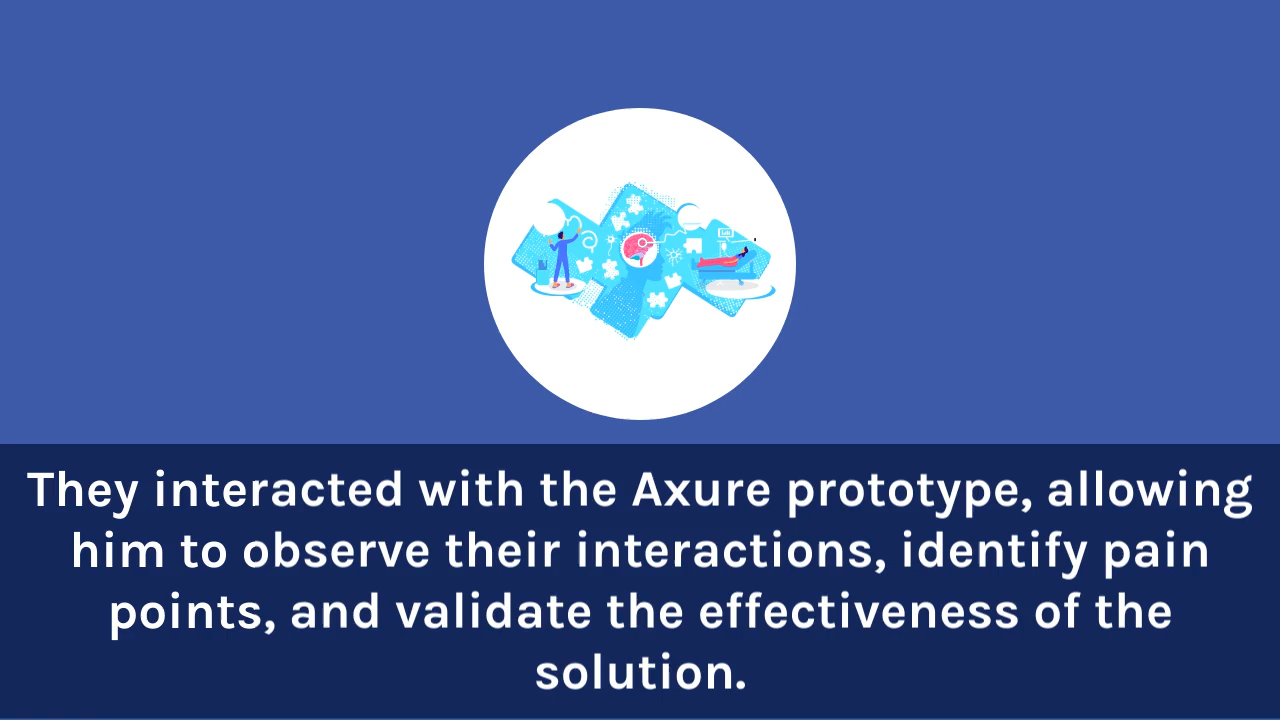 They interacted with the Axure prototype, allowing
him to observe their interactions, identify pain
points, and validate the effectiveness of the
solution.